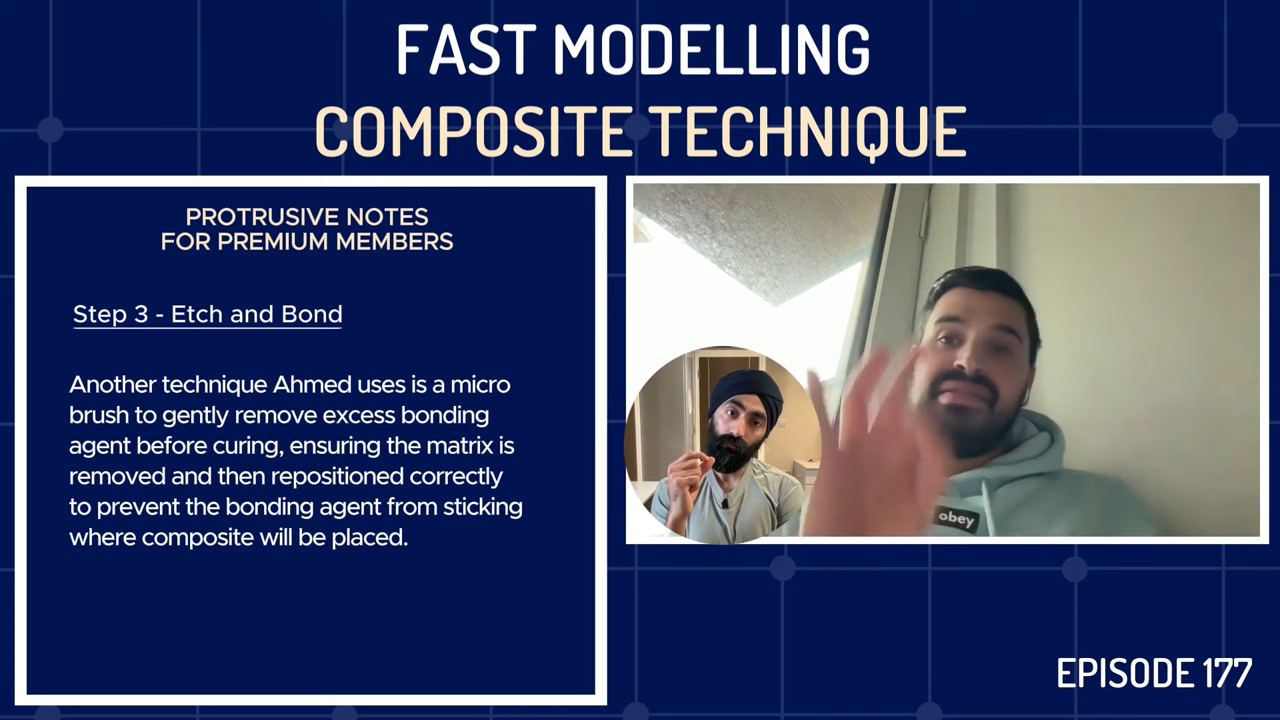 FAST MODELLING
COMPOSITE TECHNIQUE
PROTRUSIVE NOTES
FOR PREMIUM MEMBERS
Step 3 - Etch and Bond
Another technique Ahmed uses is a micro
brush to gently remove excess bonding
agent before curing, ensuring the matrix is
removed and then repositioned correctly
to prevent the bonding agent from sticking
where composite will be placed.
obey
EPISODE 177